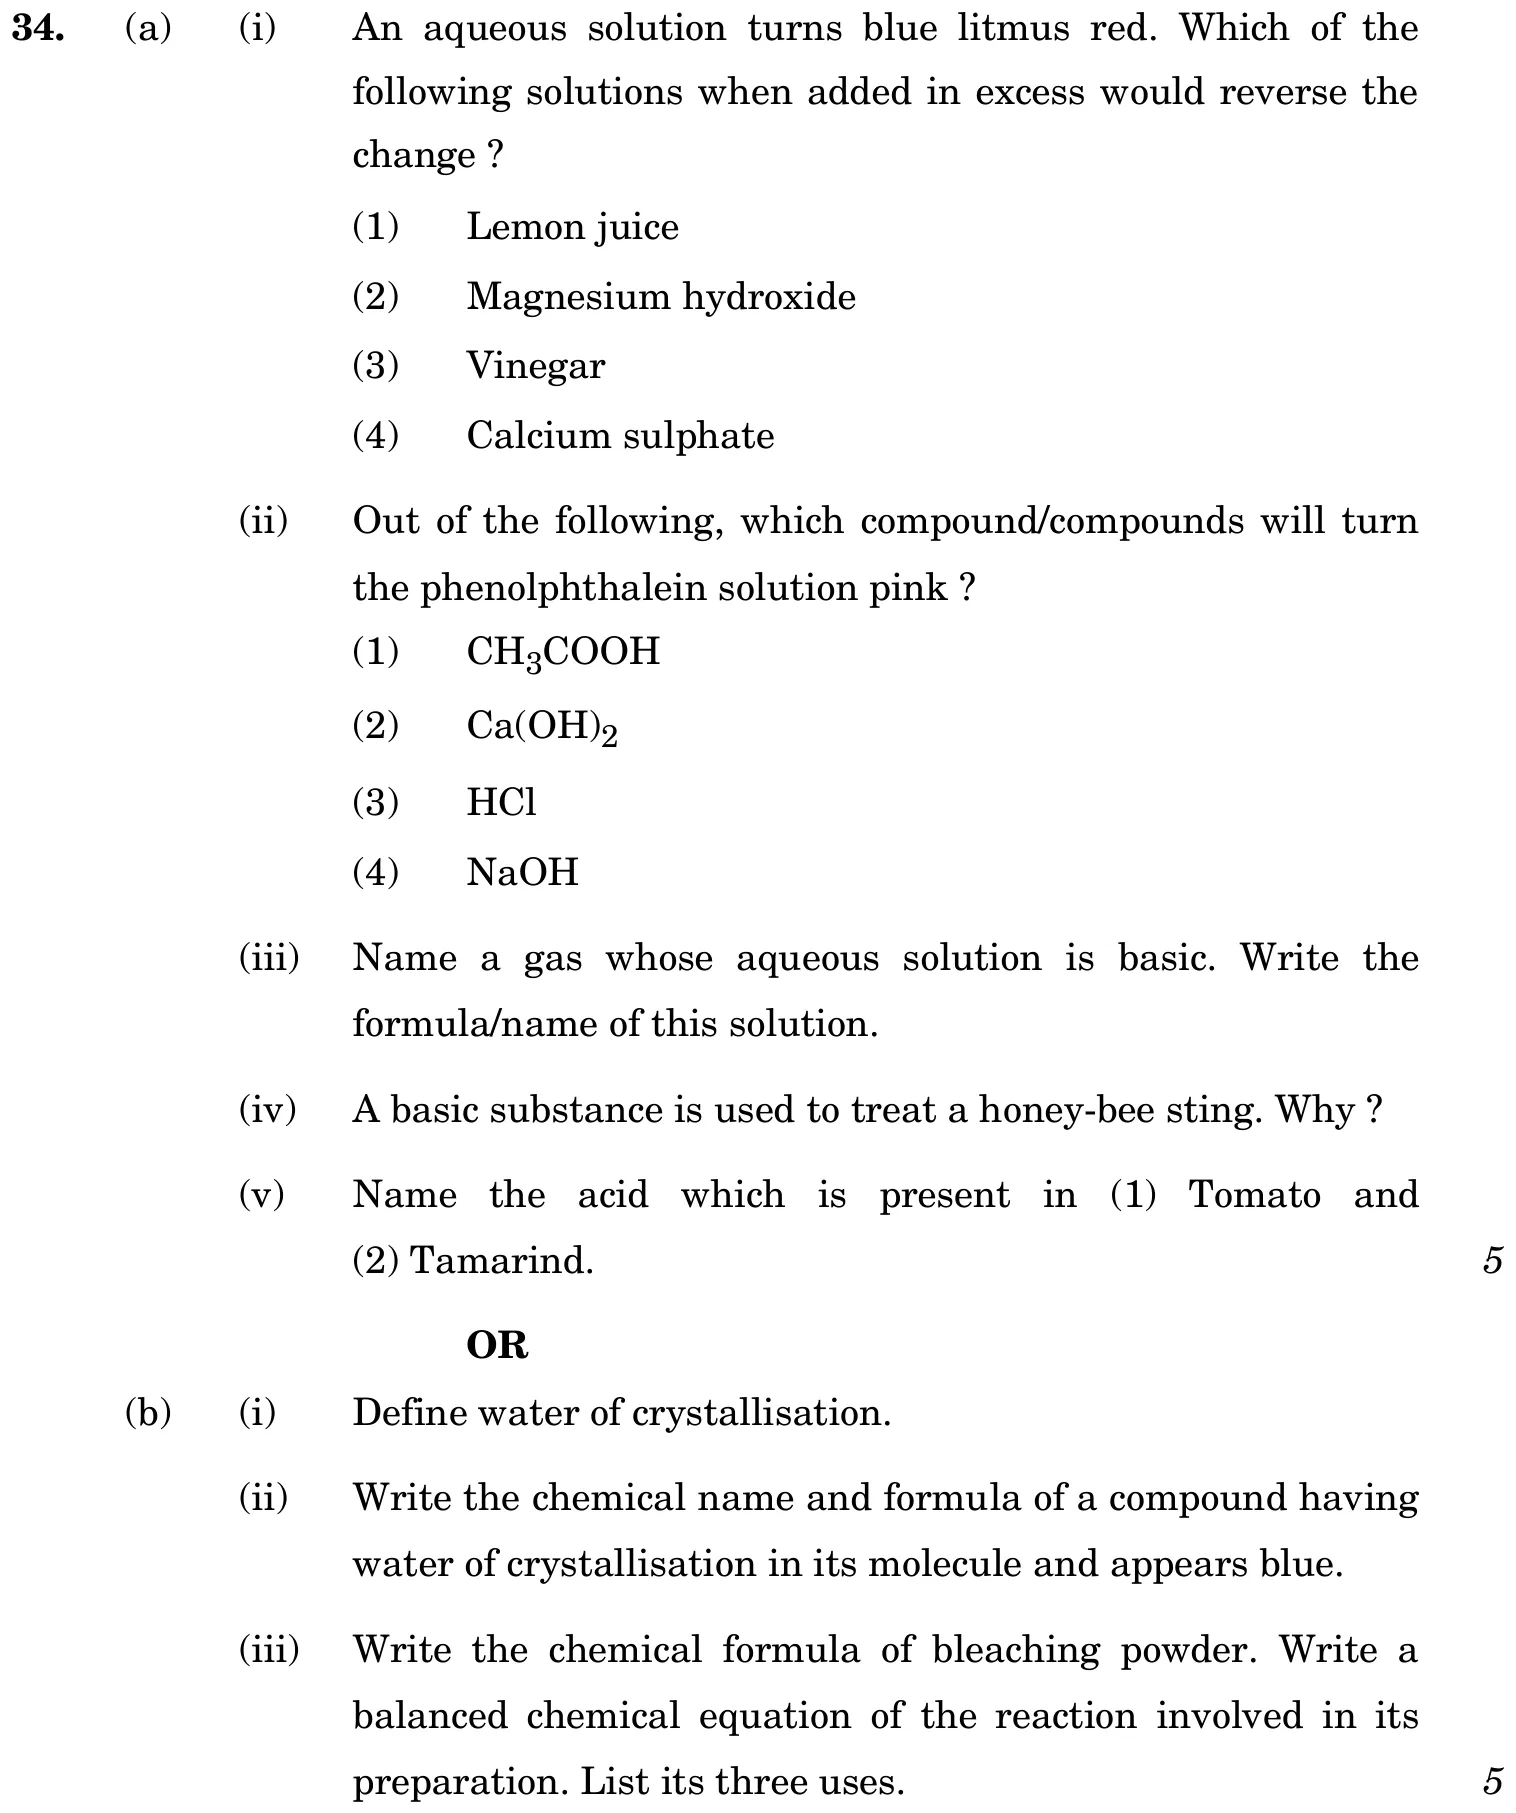 34. (a) (i) An aqueous solution turns blue litmus red. Which of the
following solutions when added in excess would reverse the
change ?
(1) Lemon juice
(2) Magnesium hydroxide
(3) Vinegar
(4) Calcium sulphate
(ii) Out of the following, which compound/compounds will turn
the phenolphthalein solution pink ?
(1) CH₃COOH
(2) Ca(OH)₂
(3) HCl
(4) NaOH
(iii) Name a gas whose aqueous solution is basic. Write the
formula/name of this solution.
(iv) A basic substance is used to treat a honey-bee sting. Why ?
(v) Name the acid which is present in (1) Tomato and
(2) Tamarind. 5
OR
(b) (i) Define water of crystallisation.
(ii) Write the chemical name and formula of a compound having
water of crystallisation in its molecule and appears blue.
(iii) Write the chemical formula of bleaching powder. Write a
balanced chemical equation of the reaction involved in its
preparation. List its three uses. 5